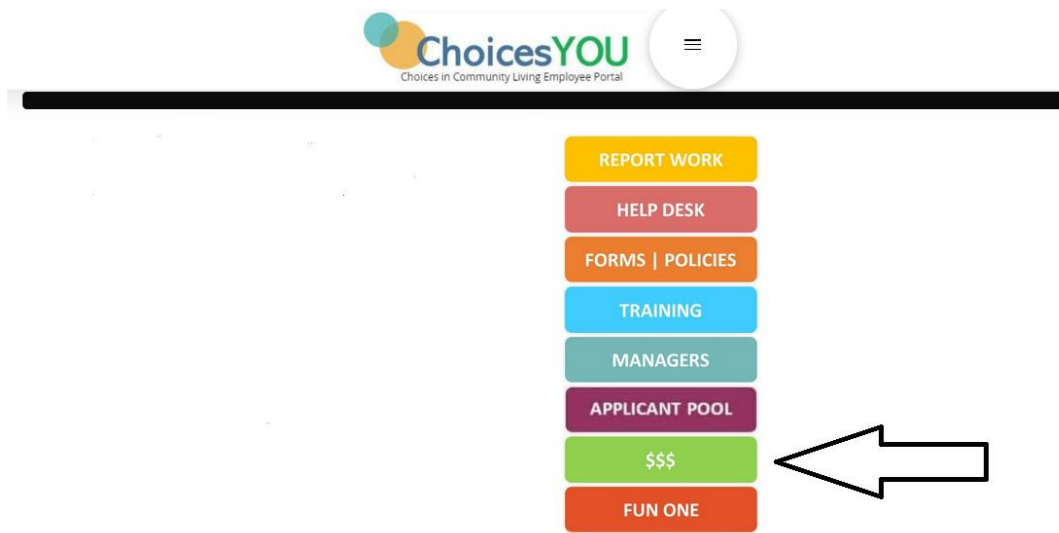 ChoicesYOU
Choices in Community Living Employee Portal
REPORT WORK
HELP DESK
FORMS | POLICIES
TRAINING
MANAGERS
APPLICANT POOL
$$$
FUN ONE